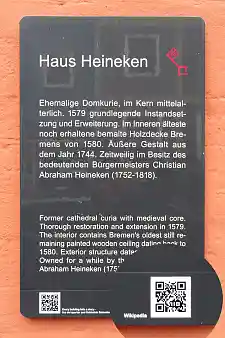 Haus Heineken
Ehemalige Domkurie, im Kern mittelal-
terlich. 1579 grundlegende Instandset-
zung und Erweiterung. Im Inneren älteste
noch erhaltene bemalte Holzdecke Bre-
mens von 1580. Äußere Gestalt aus
dem Jahr 1744. Zeitweilig im Besitz des
bedeutenden Bürgermeisters Christian
Abraham Heineken (1752-1818).
Former cathedral curia with medieval core.
Thorough restoration and extension in 1579.
The interior contains Bremen's oldest still re-
maining painted wooden ceiling dating back to
1580. Exterior structure
Owned for a while by
Abraham Heineken
Wikipedia